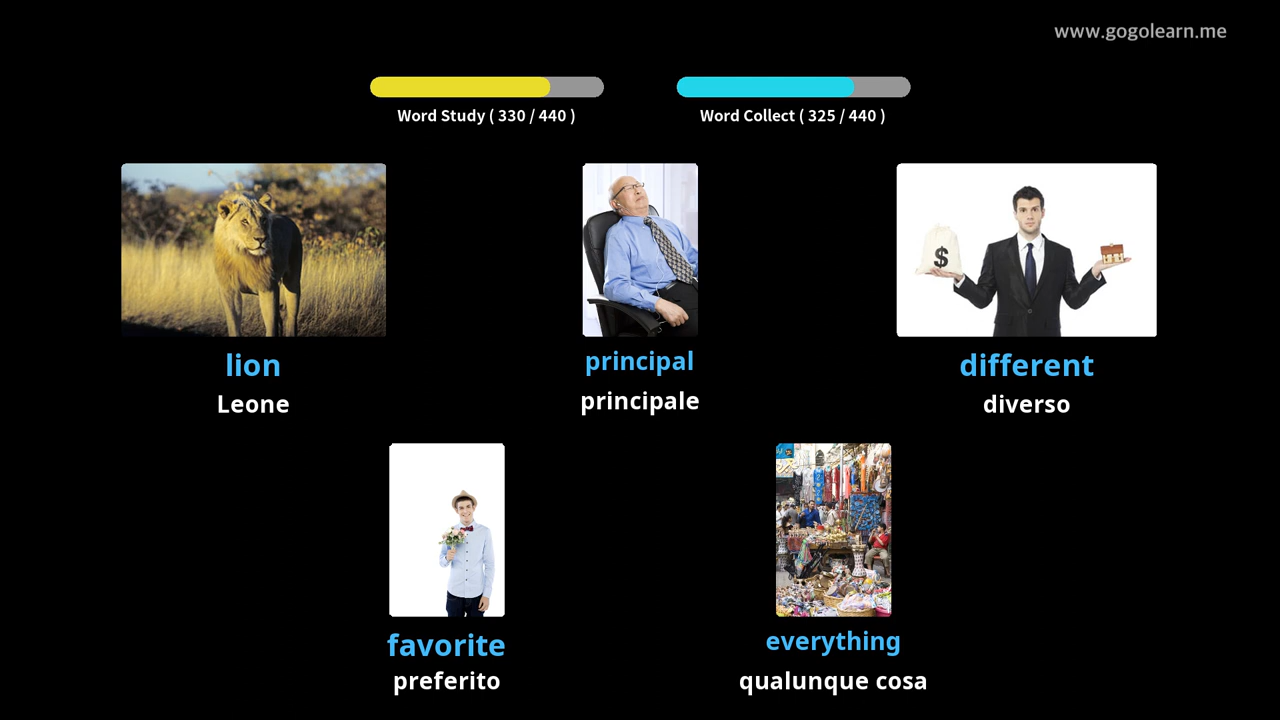 www.gogolearn.me
Word Study ( 330 / 440 )
Word Collect ( 325 / 440 )
$
lion
Leone
principal
principale
different
diverso
favorite
preferito
everything
qualunque cosa